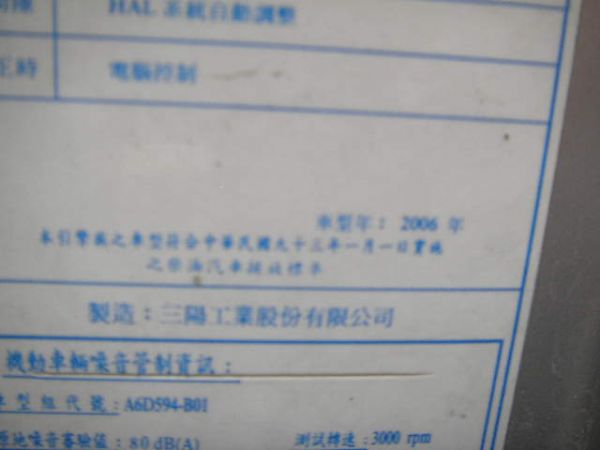 HAL 系統自動調整
正時 電腦控制
車型年：2006 年
本引擎族之車型符合中華民國九十三年一月一日實施
之柴油汽車排放標準
製造：三陽工業股份有限公司
機動車輛噪音管制資訊：
車型組代號：A6D594-B01
原地噪音審驗值：80 dB(A) 測試轉速：3000 rpm